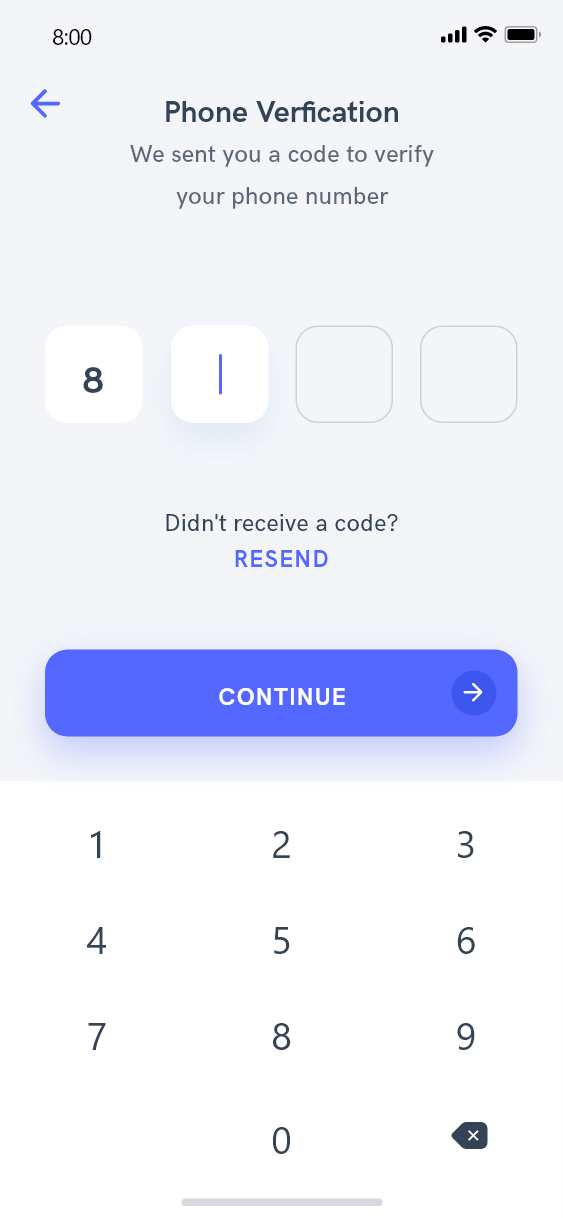 8:00
Phone Verfication
We sent you a code to verify
your phone number
8
Didn't receive a code?
RESEND
CONTINUE
1 2 3
4 5 6
7 8 9
0